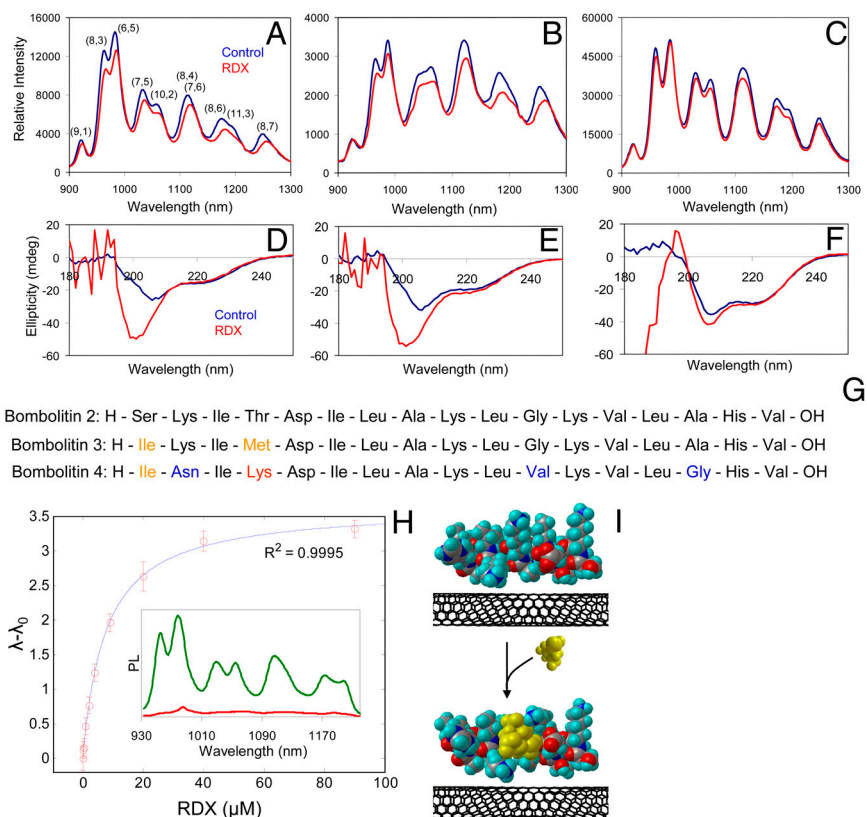 A
B
C
Relative Intensity
16000
12000
8000
4000
0
(8,3)
(6,5)
Control
RDX
(7,5)
(10,2)
(8,4)
(7,6)
(8,6)
(11,3)
(8,7)
(9,1)
900 1000 1100 1200 1300
Wavelength (nm)
4000
3000
2000
1000
0
900 1000 1100 1200 1300
Wavelength (nm)
60000
45000
30000
15000
0
900 1000 1100 1200 1300
Wavelength (nm)
D
E
F
Ellipticity (mdeg)
20
0
-20
-40
-60
180 200 220 240
Control
RDX
Wavelength (nm)
20
0
-20
-40
-60
180 200 220 240
Wavelength (nm)
20
0
-20
-40
-60
180 200 220 240
Wavelength (nm)
G
Bombolitin 2: H - Ser - Lys - Ile - Thr - Asp - Ile - Leu - Ala - Lys - Leu - Gly - Lys - Val - Leu - Ala - His - Val - OH
Bombolitin 3: H - Ile - Lys - Ile - Met - Asp - Ile - Leu - Ala - Lys - Leu - Gly - Lys - Val - Leu - Ala - His - Val - OH
Bombolitin 4: H - Ile - Asn - Ile - Lys - Asp - Ile - Leu - Ala - Lys - Leu - Val - Lys - Val - Leu - Gly - His - Val - OH
H
λ-λ0
3.5
3
2.5
2
1.5
1
0.5
0
R2 = 0.9995
PL
930 1010 1090 1170
Wavelength (nm)
0 20 40 60 80 100
RDX (μM)
I